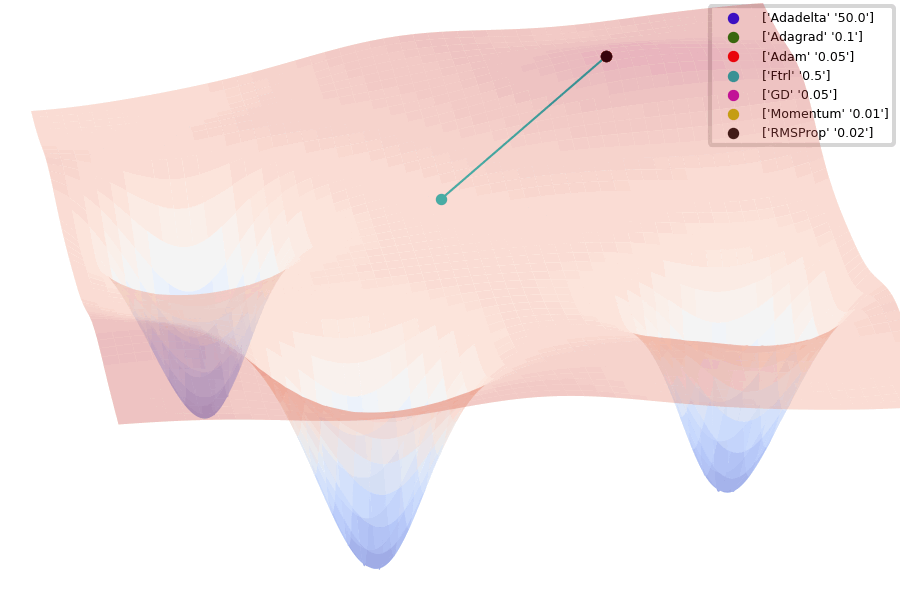 ['Adadelta' '50.0']
['Adagrad' '0.1']
['Adam' '0.05']
['Ftrl' '0.5']
['GD' '0.05']
['Momentum' '0.01']
['RMSProp' '0.02']